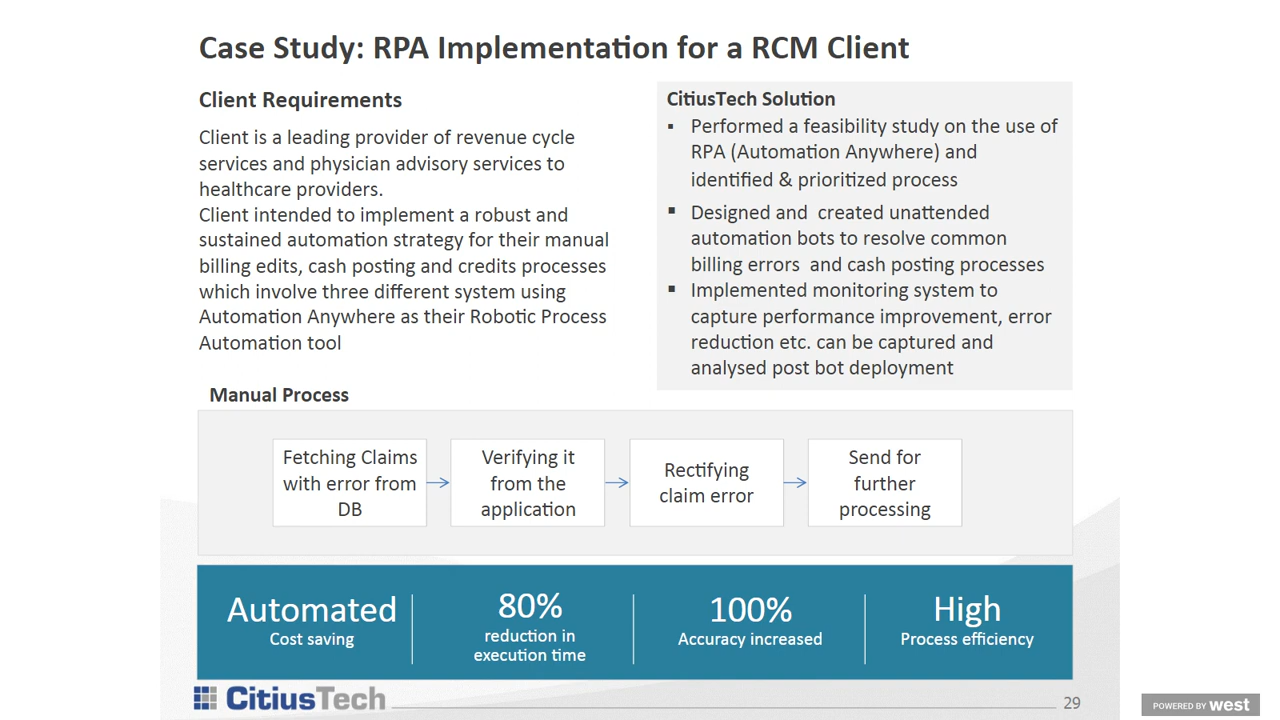 Case Study: RPA Implementation for a RCM Client
Client Requirements
Client is a leading provider of revenue cycle
services and physician advisory services to
healthcare providers.
Client intended to implement a robust and
sustained automation strategy for their manual
billing edits, cash posting and credits processes
which involve three different system using
Automation Anywhere as their Robotic Process
Automation tool
CitiusTech Solution
▪ Performed a feasibility study on the use of
RPA (Automation Anywhere) and
identified & prioritized process
▪ Designed and created unattended
automation bots to resolve common
billing errors and cash posting processes
▪ Implemented monitoring system to
capture performance improvement, error
reduction etc. can be captured and
analysed post bot deployment
Manual Process
Fetching Claims
with error from
DB
Verifying it
from the
application
Rectifying
claim error
Send for
further
processing
Automated
Cost saving
80%
reduction in
execution time
100%
Accuracy increased
High
Process efficiency
CitiusTech
29
POWERED BY west